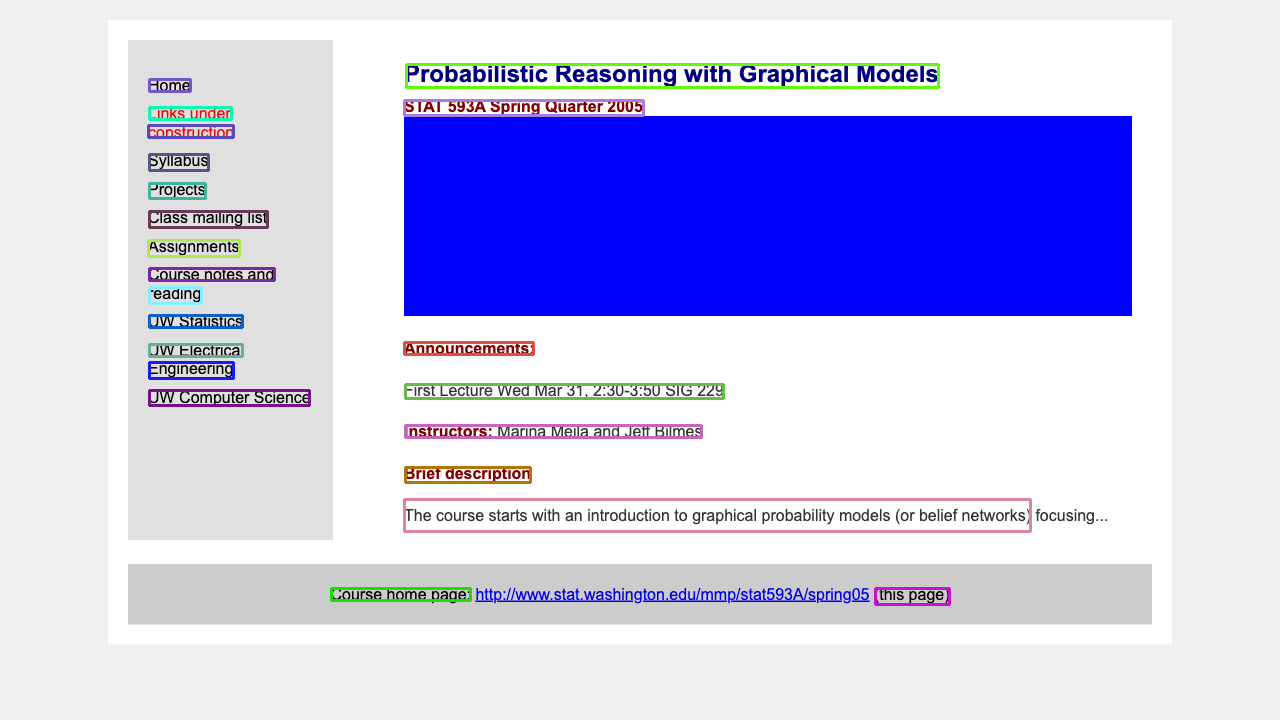 Home
Links under
construction
Syllabus
Projects
Class mailing list
Assignments
Course notes and
reading
UW Statistics
UW Electrical
Engineering
UW Computer Science
Probabilistic Reasoning with Graphical Models
STAT 593A Spring Quarter 2005
Announcements:
First Lecture Wed Mar 31, 2:30-3:50 SIG 229
Instructors: Marina Meila and Jeff Bilmes
Brief description
The course starts with an introduction to graphical probability models (or belief networks) focusing...
Course home page: http://www.stat.washington.edu/mmp/stat593A/spring05 (this page)